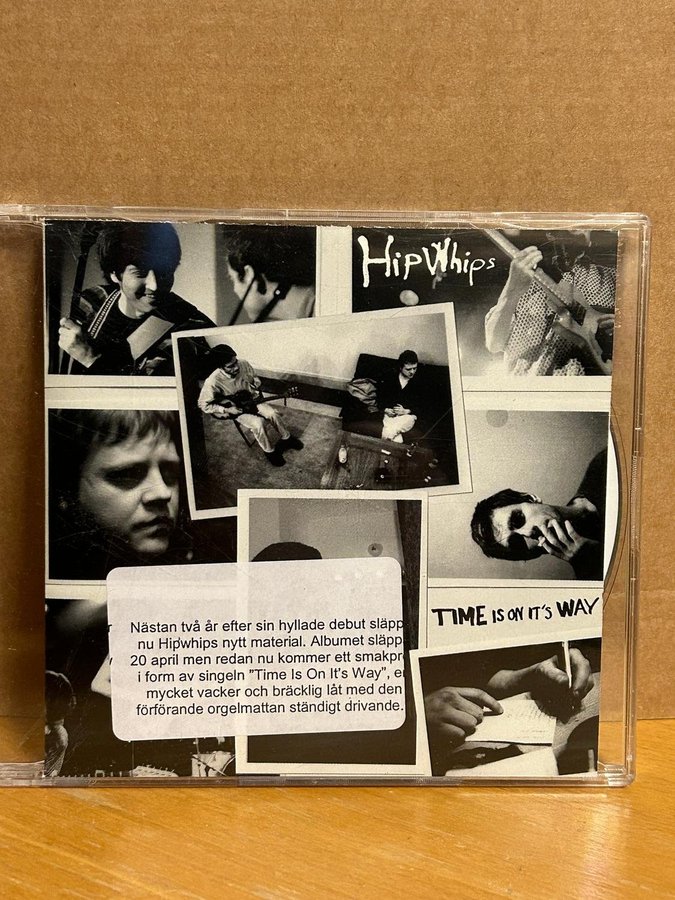 HipWhips
TIME IS ON IT'S WAY
Nästan två år efter sin hyllade debut släpp
nu Hipwhips nytt material. Albumet släpp
20 april men redan nu kommer ett smakpr
i form av singeln "Time Is On It's Way", e
mycket vacker och bräcklig låt med den
förförande orgelmattan ständigt drivande.